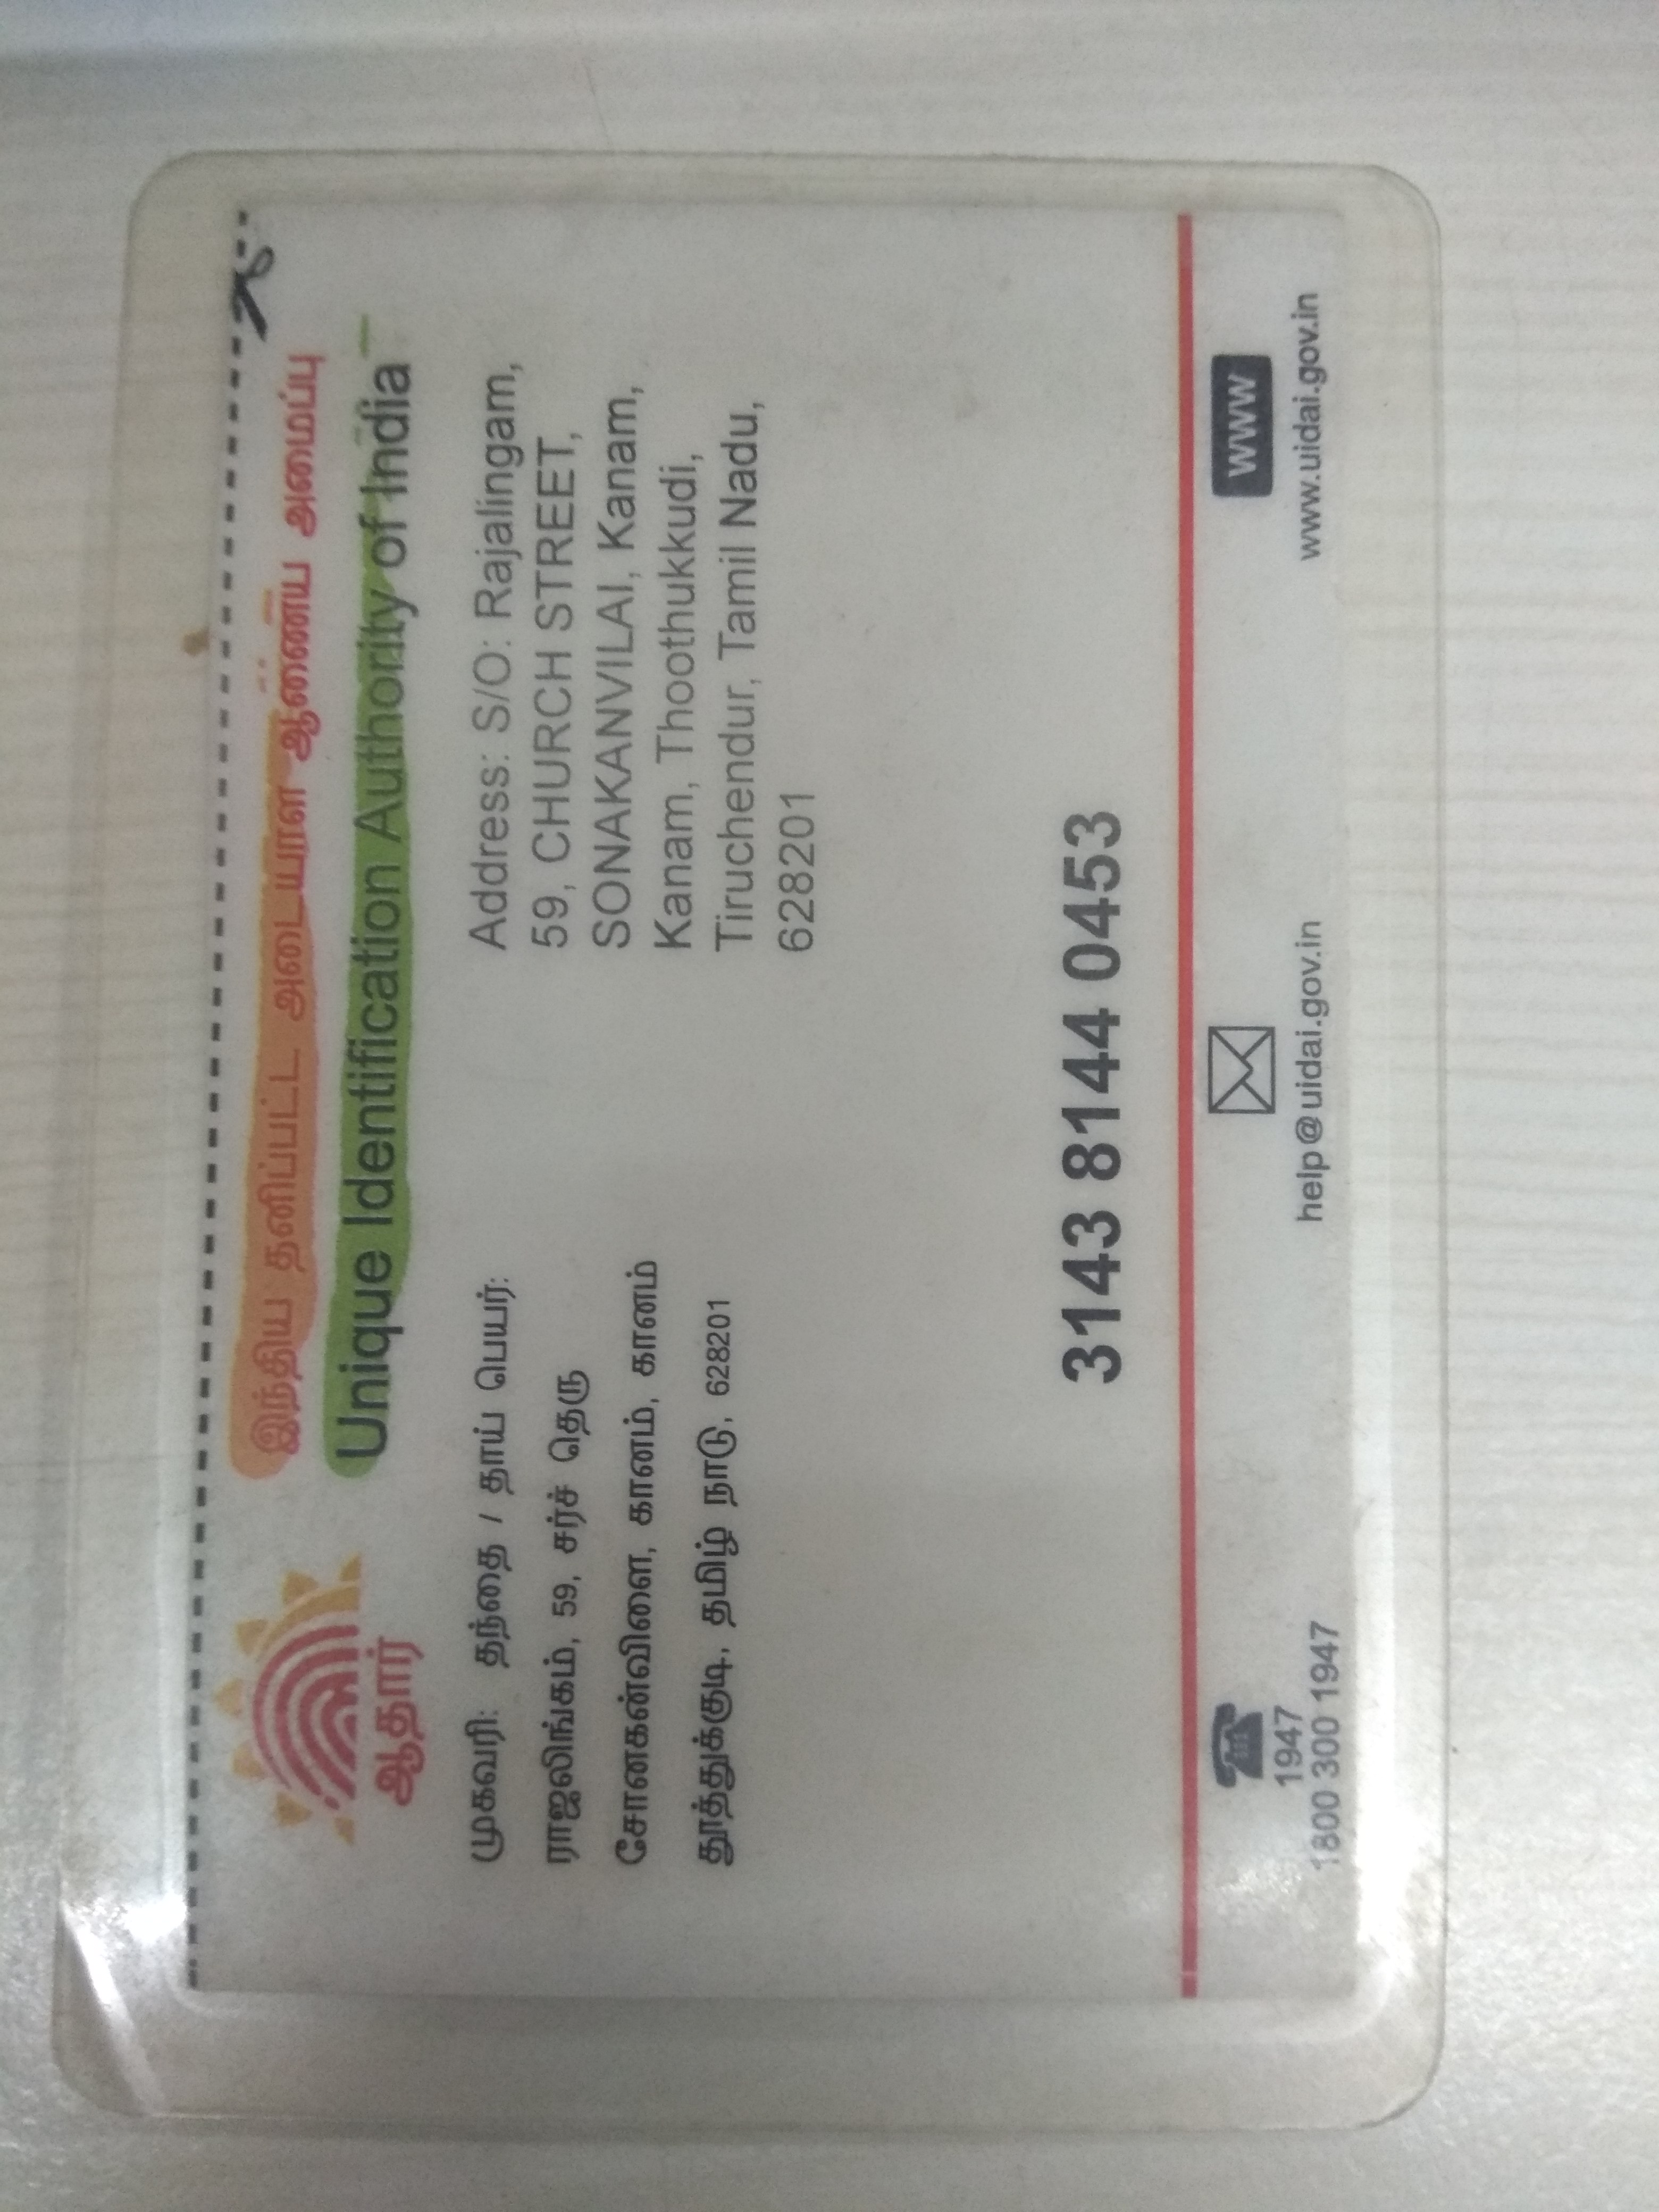 இந்திய தனிப்பட்ட அடையாள ஆணைய அமைப்பு
Unique Identification Authority of India
ஆதார்
முகவரி: தந்தை / தாய் பெயர்:
ராஜலிங்கம், 59, சர்ச் தெரு
சோனகன்விளை, கானம், கானம்
தூத்துக்குடி, தமிழ் நாடு, 628201
Address: S/O: Rajalingam,
59, CHURCH STREET,
SONAKANVILAI, Kanam,
Kanam, Thoothukkudi,
Tiruchendur, Tamil Nadu,
628201
3143 8144 0453
1947
1800 300 1947
help@uidai.gov.in
WWW
www.uidai.gov.in